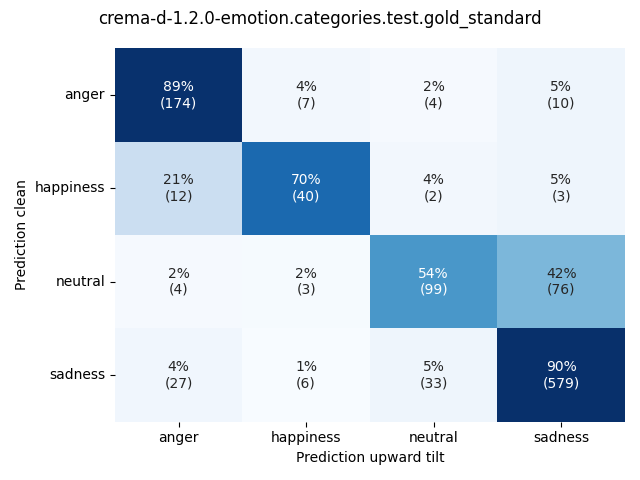 crema-d-1.2.0-emotion.categories.test.gold_standard
Prediction clean
anger
89% 4% 2% 5%
(174) (7) (4) (10)
happiness
21% 70% 4% 5%
(12) (40) (2) (3)
neutral
2% 2% 54% 42%
(4) (3) (99) (76)
sadness
4% 1% 5% 90%
(27) (6) (33) (579)
anger happiness neutral sadness
Prediction upward tilt